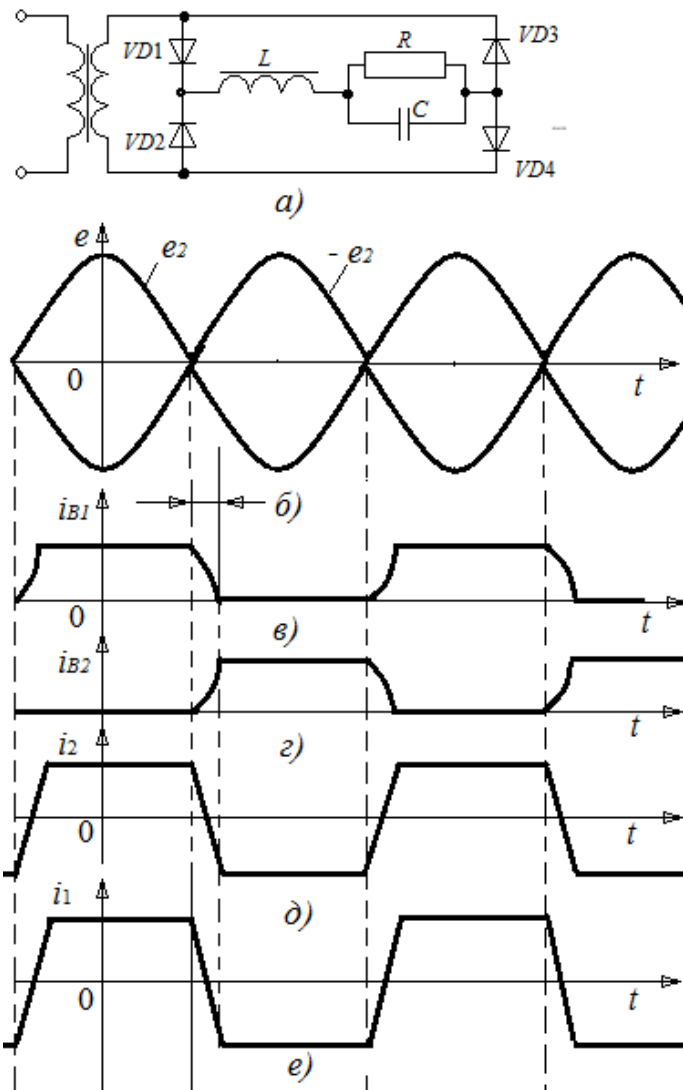 VD1
L
R
VD3
VD2
C
VD4
а)
e
e2
- e2
0
t
б)
iB1
0
в)
t
iB2
г)
t
i2
0
t
д)
i1
0
t
е)